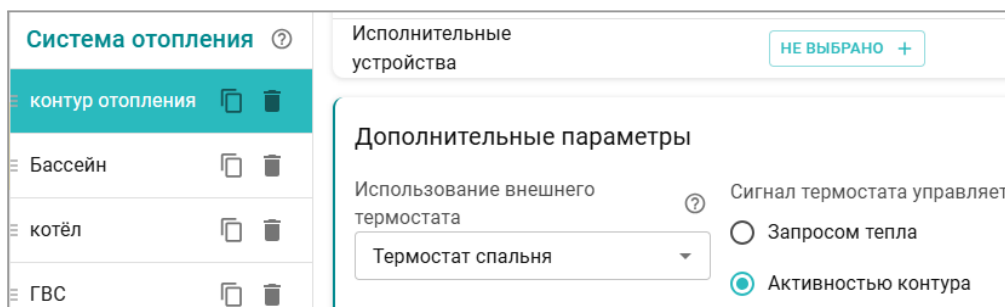 Система отопления
контур отопления
Бассейн
котёл
ГВС
Исполнительные
устройства
НЕ ВЫБРАНО +
Дополнительные параметры
Использование внешнего
термостата
Термостат спальня
Сигнал термостата управляет
Запросом тепла
Активностью контура